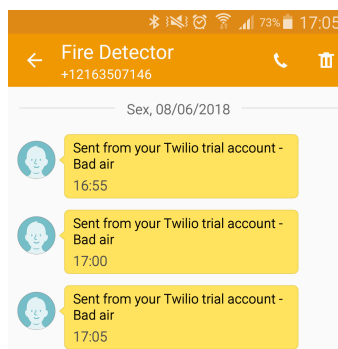 73% 17:05
Fire Detector
+12163507146
Sex, 08/06/2018
Sent from your Twilio trial account -
Bad air
16:55
Sent from your Twilio trial account -
Bad air
17:00
Sent from your Twilio trial account -
Bad air
17:05